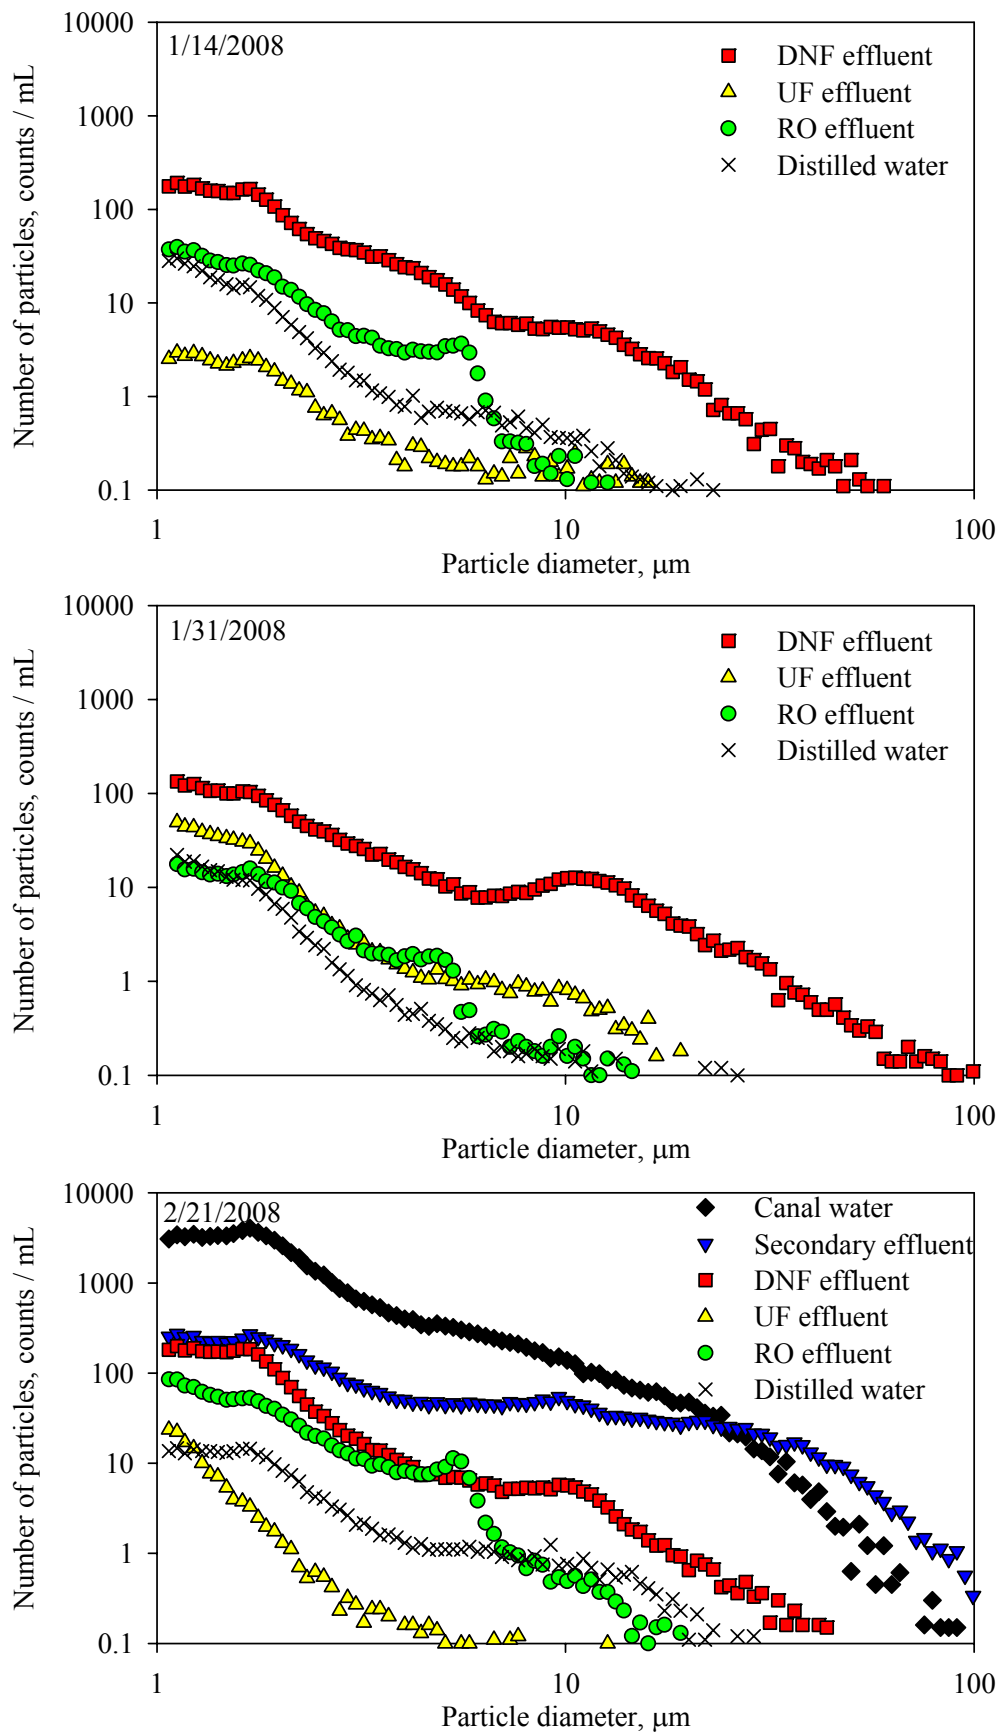 10000
1/14/2008
DNF effluent
UF effluent
RO effluent
Distilled water
1000
100
10
1
0.1
Number of particles, counts / mL
1 10 100
Particle diameter, μm
10000
1/31/2008
DNF effluent
UF effluent
RO effluent
Distilled water
1000
100
10
1
0.1
Number of particles, counts / mL
1 10 100
Particle diameter, μm
10000
2/21/2008
Canal water
Secondary effluent
DNF effluent
UF effluent
RO effluent
Distilled water
1000
100
10
1
0.1
Number of particles, counts / mL
1 10 100
Particle diameter, μm